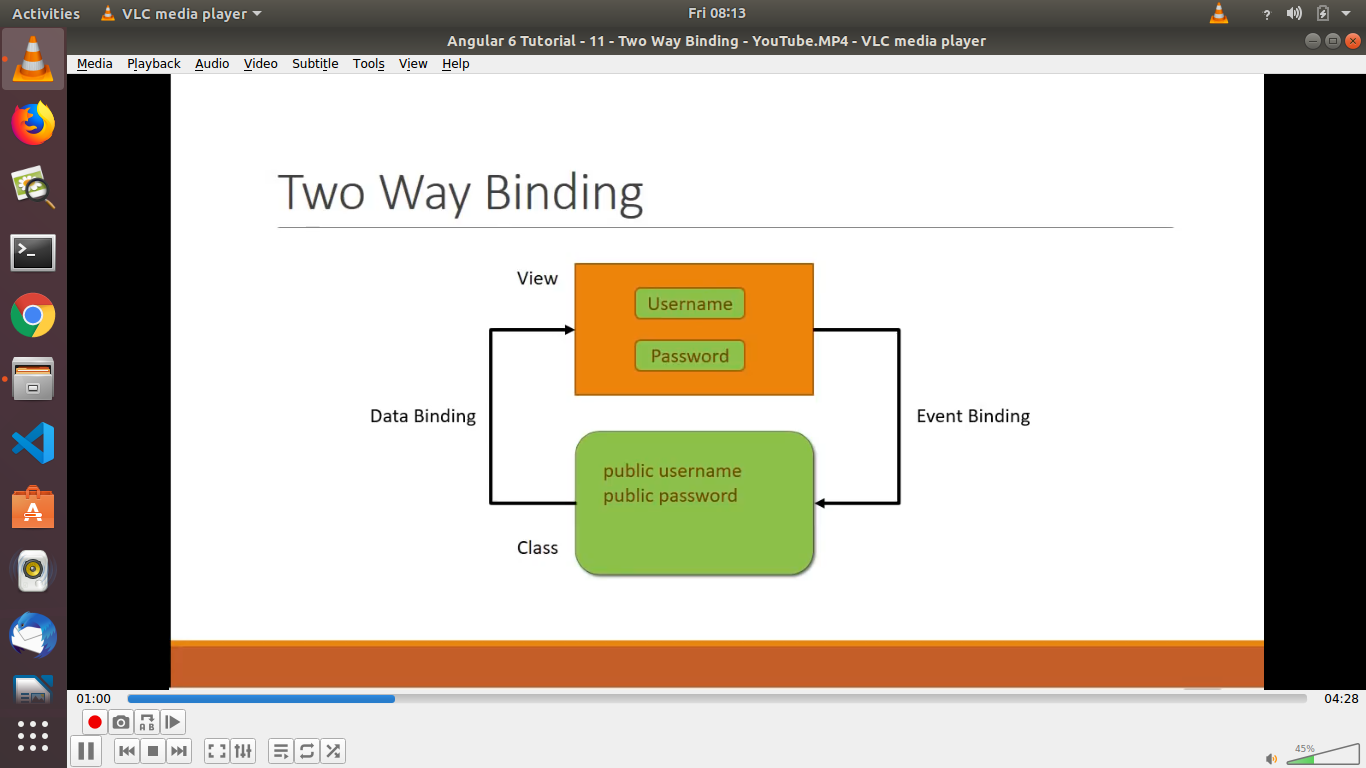 Activities VLC media player Fri 08:13 ?
Angular 6 Tutorial - 11 - Two Way Binding - YouTube.MP4 - VLC media player
Media Playback Audio Video Subtitle Tools View Help
Two Way Binding
View
Username
Password
Data Binding
Event Binding
public username
public password
Class
01:00 04:28
A B
45%